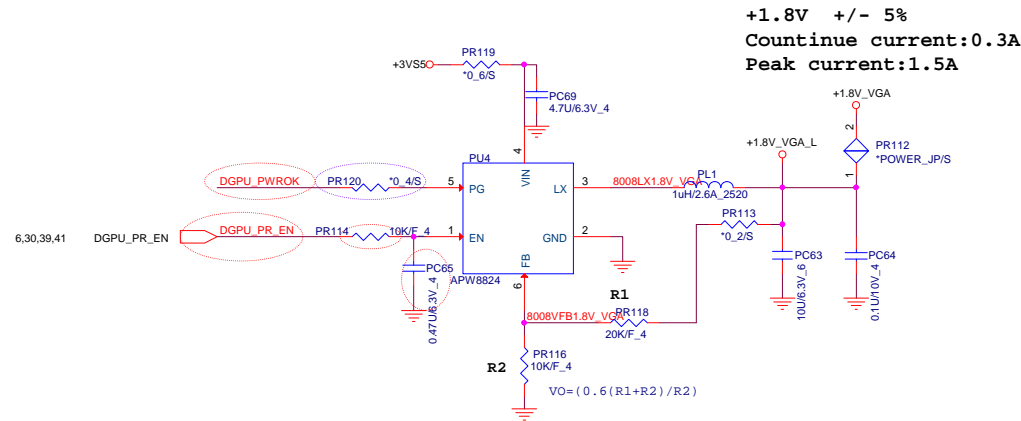 +1.8V +/- 5%
Countinue current:0.3A
Peak current:1.5A
PR119
+3VS5
*0_6/S
PC69
4.7U/6.3V_4
+1.8V_VGA
2
PR112
*POWER_JP/S
1
+1.8V_VGA_L
PU4
4
VIN
DGPU_PWROK
PR120
*0_4/S
5
PG
LX
3
8008LX1.8V_VGA
PL1
1uH/2.6A_2520
PR113
*0_2/S
6,30,39,41
DGPU_PR_EN
DGPU_PR_EN
PR114
10K/F_4
1
EN
GND
2
FB
PC65
0.47U/6.3V_4
APW8824
6
PC63
10U/6.3V_6
PC64
0.1U/10V_4
R1
8008VFB1.8V_VGA
PR118
20K/F_4
R2
PR116
10K/F_4
VO=(0.6(R1+R2)/R2)